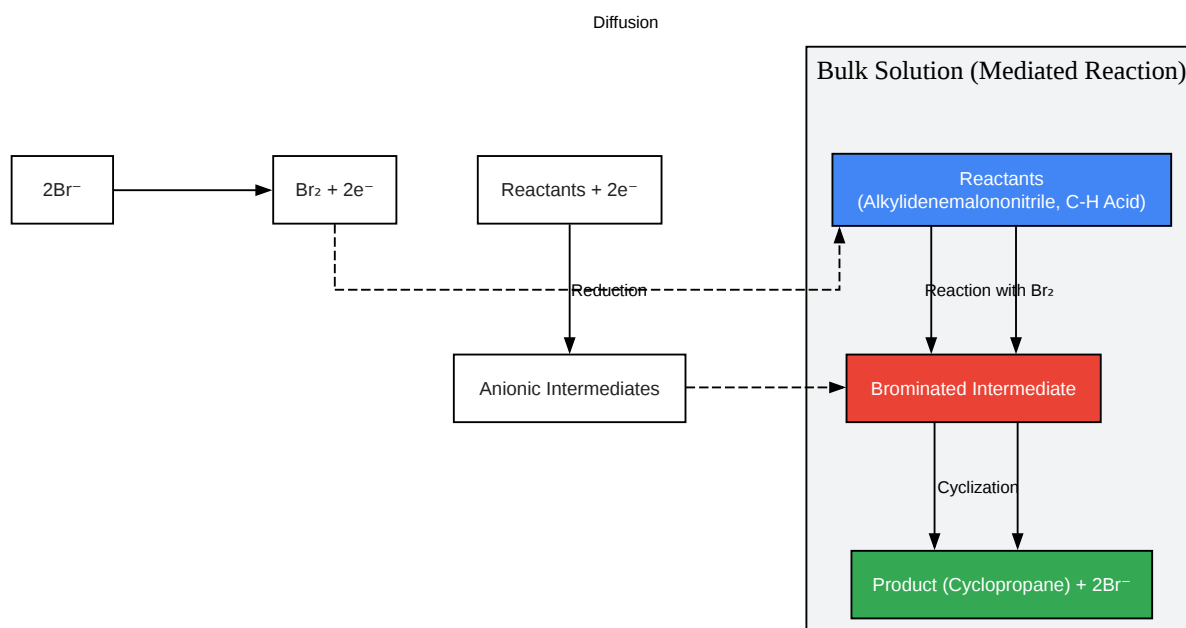 Diffusion
Bulk Solution (Mediated Reaction)
2Br⁻
Br₂ + 2e⁻
Reactants + 2e⁻
Reactants
(Alkylidenemalononitrile, C-H Acid)
Reduction
Reaction with Br₂
Anionic Intermediates
Brominated Intermediate
Cyclization
Product (Cyclopropane) + 2Br⁻